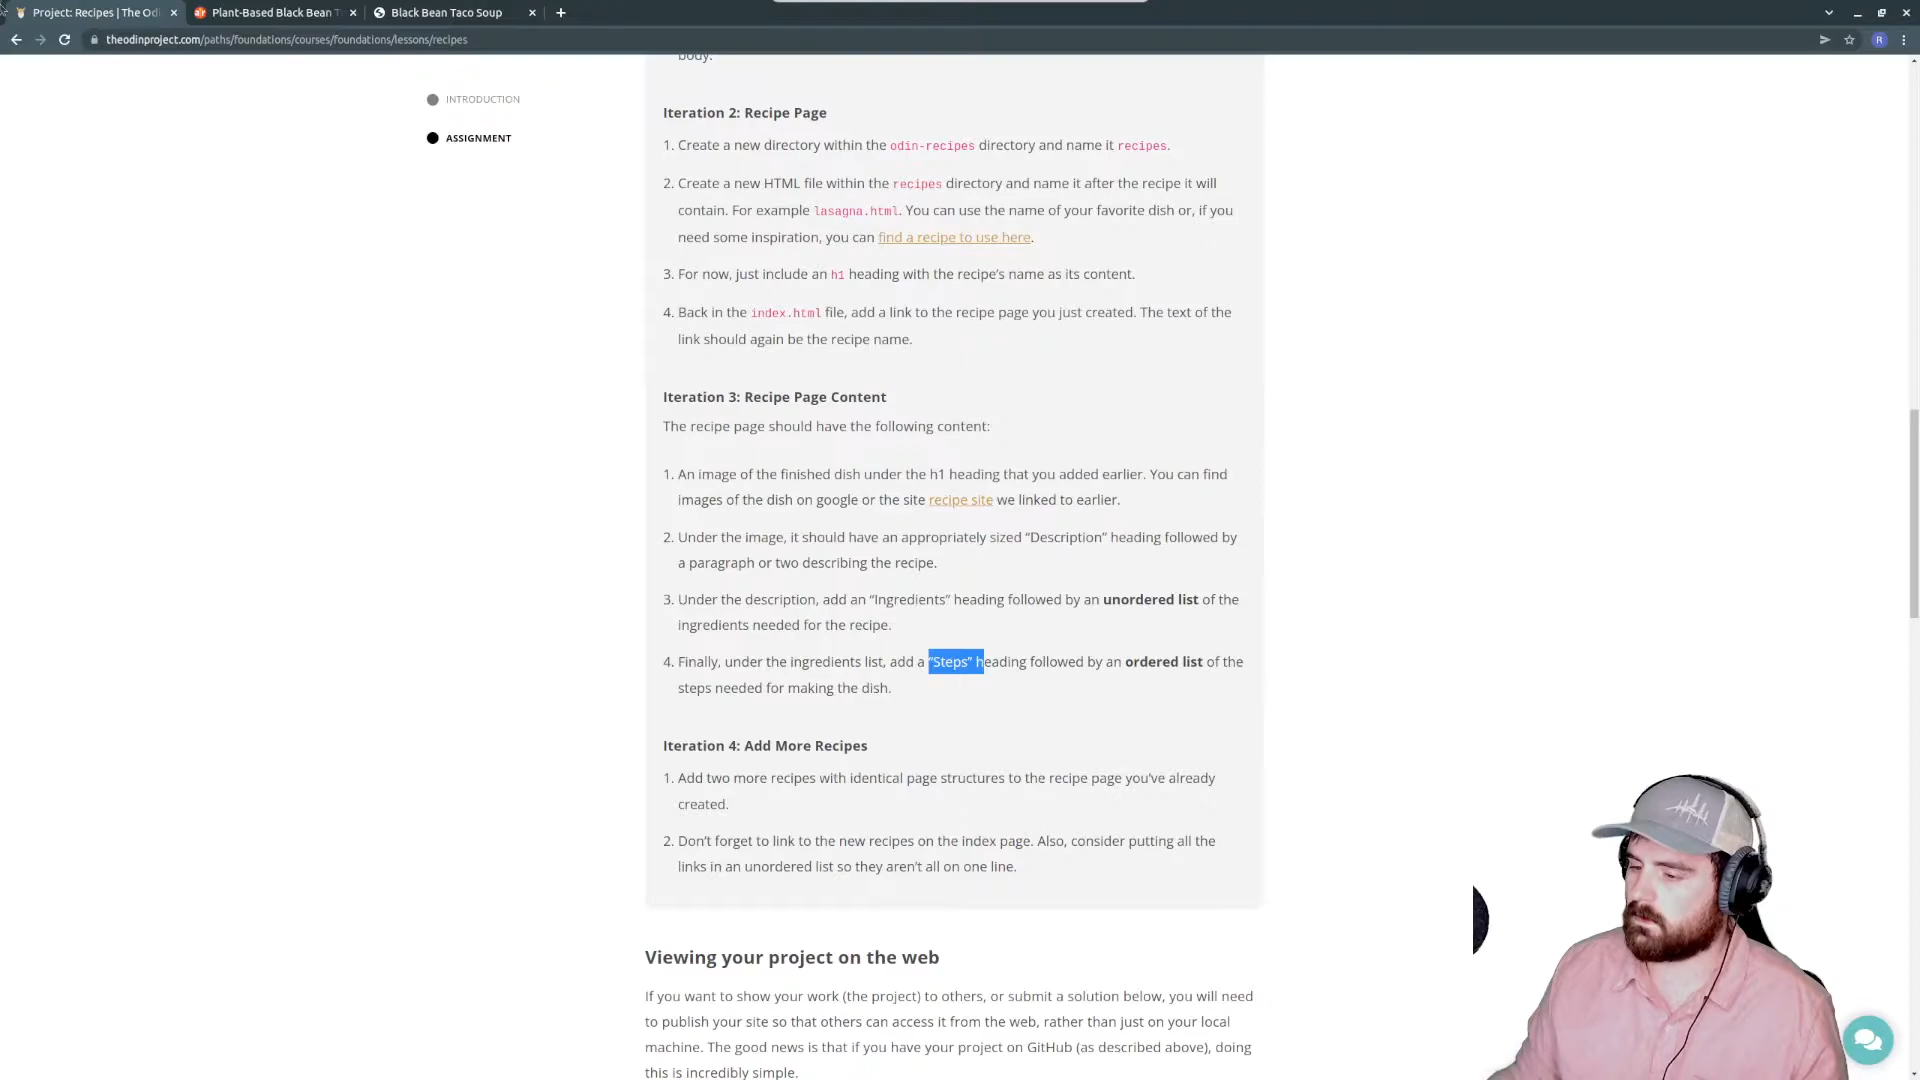 Project: Recipes | The Odi
Plant-Based Black Bean T
Black Bean Taco Soup
theodinproject.com/paths/foundations/courses/foundations/lessons/recipes
R
INTRODUCTION
ASSIGNMENT
body.
Iteration 2: Recipe Page
1. Create a new directory within the odin-recipes directory and name it recipes.
2. Create a new HTML file within the recipes directory and name it after the recipe it will
contain. For example lasagna.html. You can use the name of your favorite dish or, if you
need some inspiration, you can find a recipe to use here.
3. For now, just include an h1 heading with the recipe’s name as its content.
4. Back in the index.html file, add a link to the recipe page you just created. The text of the
link should again be the recipe name.
Iteration 3: Recipe Page Content
The recipe page should have the following content:
1. An image of the finished dish under the h1 heading that you added earlier. You can find
images of the dish on google or the site recipe site we linked to earlier.
2. Under the image, it should have an appropriately sized “Description” heading followed by
a paragraph or two describing the recipe.
3. Under the description, add an “Ingredients” heading followed by an unordered list of the
ingredients needed for the recipe.
4. Finally, under the ingredients list, add a “Steps” heading followed by an ordered list of the
steps needed for making the dish.
Iteration 4: Add More Recipes
1. Add two more recipes with identical page structures to the recipe page you’ve already
created.
2. Don’t forget to link to the new recipes on the index page. Also, consider putting all the
links in an unordered list so they aren’t all on one line.
Viewing your project on the web
If you want to show your work (the project) to others, or submit a solution below, you will need
to publish your site so that others can access it from the web, rather than just on your local
machine. The good news is that if you have your project on GitHub (as described above), doing
this is incredibly simple.